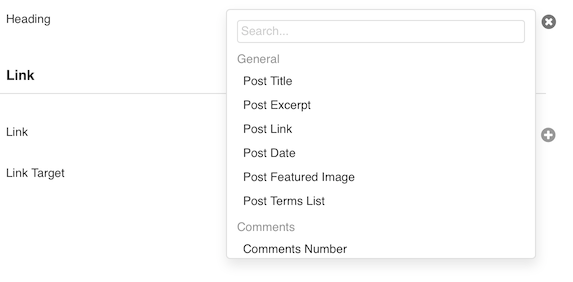 Heading
Search...
General
Post Title
Link
Post Excerpt
Post Link
Link
Post Date
Link Target
Post Featured Image
Post Terms List
Comments
Comments Number